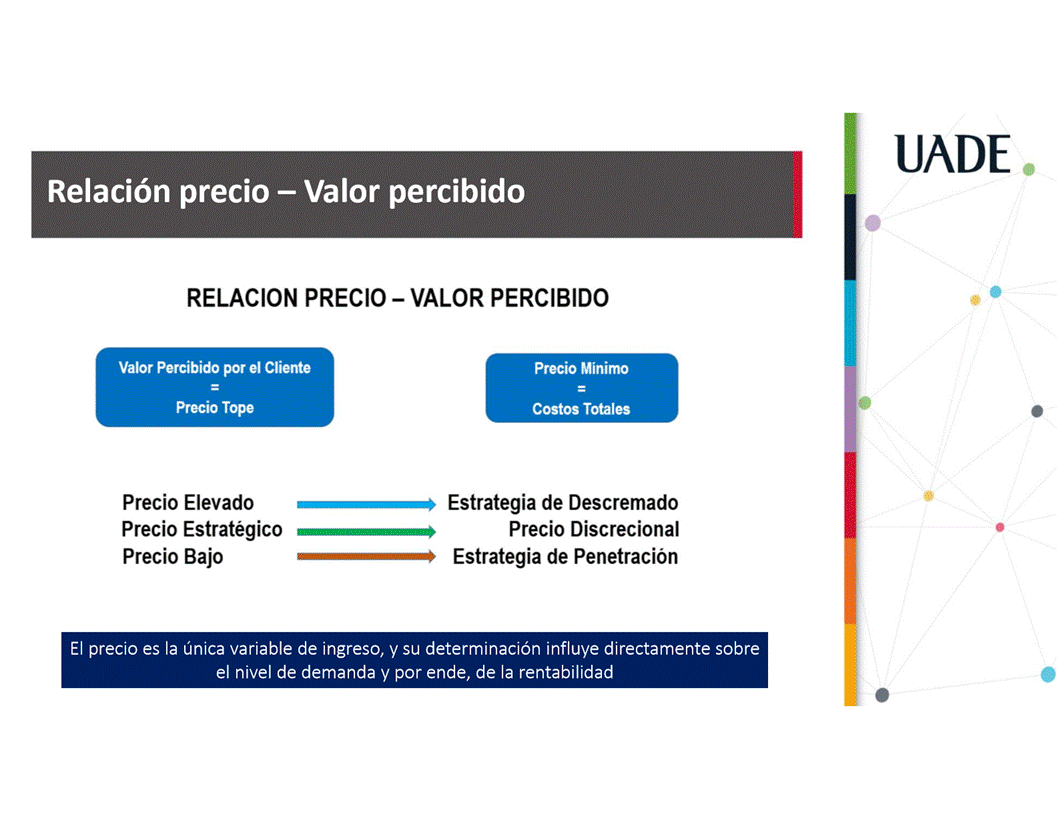 UADE
Relación precio – Valor percibido
RELACION PRECIO – VALOR PERCIBIDO
Valor Percibido por el Cliente
=
Precio Tope
Precio Mínimo
=
Costos Totales
Precio Elevado Estrategia de Descremado
Precio Estratégico Precio Discrecional
Precio Bajo Estrategia de Penetración
El precio es la única variable de ingreso, y su determinación influye directamente sobre
el nivel de demanda y por ende, de la rentabilidad